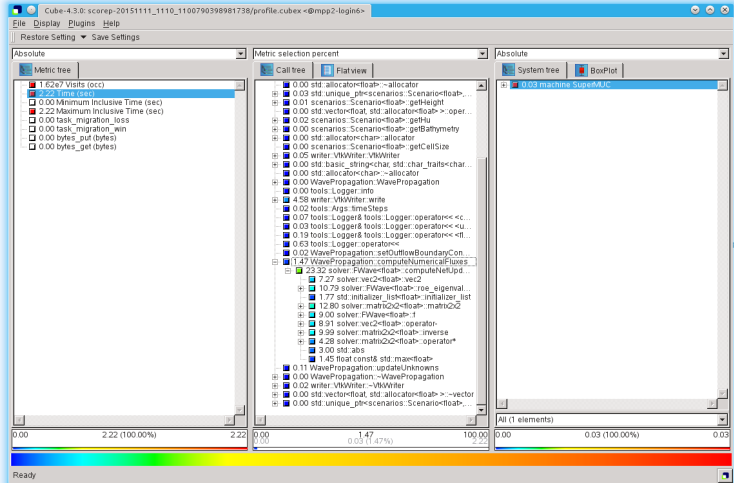 Cube-4.3.0: scorep-20151111_1110_1100790398981738/profile.cubex <@mpp2-login6>
File Display Plugins Help
Restore Setting Save Settings
Absolute
Metric tree
1.62e7 Visits (occ)
2.22 Time (sec)
0.00 Minimum Inclusive Time (sec)
2.22 Maximum Inclusive Time (sec)
0.00 task_migration_loss
0.00 task_migration_win
0.00 bytes_put (bytes)
0.00 bytes_get (bytes)
0.00 2.22 (100.00%) 2.22
Metric selection percent
Call tree Flat view
0.00 std::allocator<float>::~allocator
0.03 std::unique_ptr<scenarios::Scenario<float>,...
0.01 scenarios::Scenario<float>::getHeight
0.00 std::vector<float, std::allocator<float> >::oper...
0.02 scenarios::Scenario<float>::getHu
0.00 scenarios::Scenario<float>::getBathymetry
0.00 std::allocator<char>::allocator
0.00 scenarios::Scenario<float>::getCellSize
0.05 writer::VtkWriter::VtkWriter
0.00 std::basic_string<char, std::char_traits<char...
0.00 std::allocator<char>::~allocator
0.00 WavePropagation::WavePropagation
0.00 tools::Logger::info
4.58 writer::VtkWriter::write
0.02 tools::Args::timeSteps
0.07 tools::Logger& tools::Logger::operator<< <c...
0.03 tools::Logger& tools::Logger::operator<< <u...
0.19 tools::Logger& tools::Logger::operator<< <fl...
0.63 tools::Logger::operator<<
0.02 WavePropagation::setOutflowBoundaryCon...
1.47 WavePropagation::computeNumericalFluxes
23.32 solver::FWave<float>::computeNetUpd...
7.27 solver::vec2<float>::vec2
10.79 solver::FWave<float>::roe_eigenval...
1.77 std::initializer_list<float>::initializer_list
12.80 solver::matrix2x2<float>::matrix2x2
9.00 solver::FWave<float>::f
8.91 solver::vec2<float>::operator-
9.99 solver::matrix2x2<float>::inverse
4.28 solver::matrix2x2<float>::operator*
3.00 std::abs
1.45 float const& std::max<float>
0.11 WavePropagation::updateUnknowns
0.00 WavePropagation::~WavePropagation
0.02 writer::VtkWriter::~VtkWriter
0.00 std::vector<float, std::allocator<float> >::~vector
0.00 std::unique_ptr<scenarios::Scenario<float>,...
0.00 1.47 100.00
0.00 0.03 (1.47%) 2.22
Absolute
System tree BoxPlot
0.03 machine SuperMUC
All (1 elements)
0.00 0.03 (100.00%) 0.03
Ready